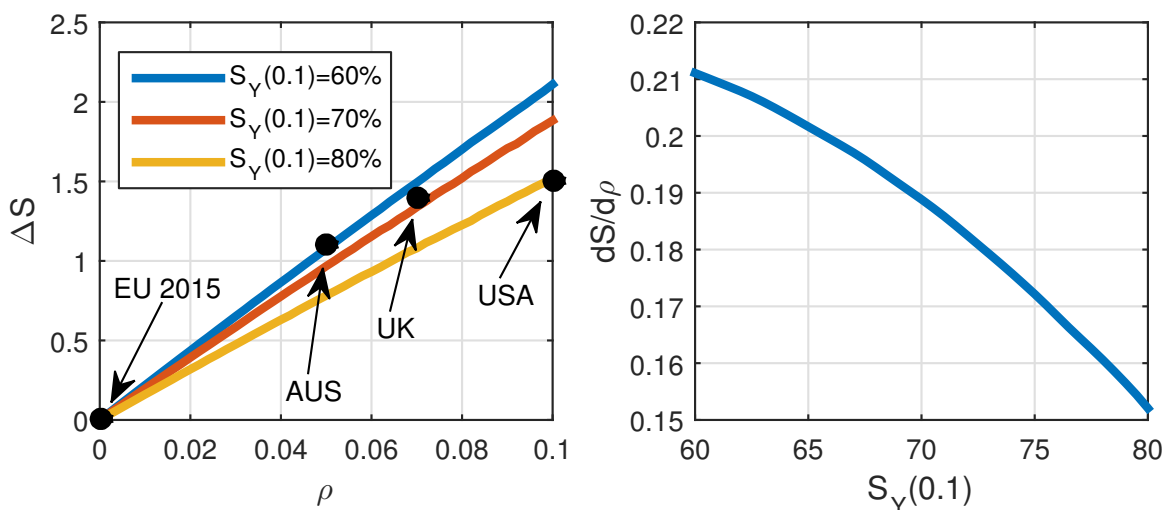 2.5
2
1.5
1
0.5
0
ΔS
S_Y(0.1)=60%
S_Y(0.1)=70%
S_Y(0.1)=80%
EU 2015
AUS
UK
USA
0 0.02 0.04 0.06 0.08 0.1
ρ
0.22
0.21
0.2
0.19
0.18
0.17
0.16
0.15
dS/dρ
60 65 70 75 80
S_Y(0.1)